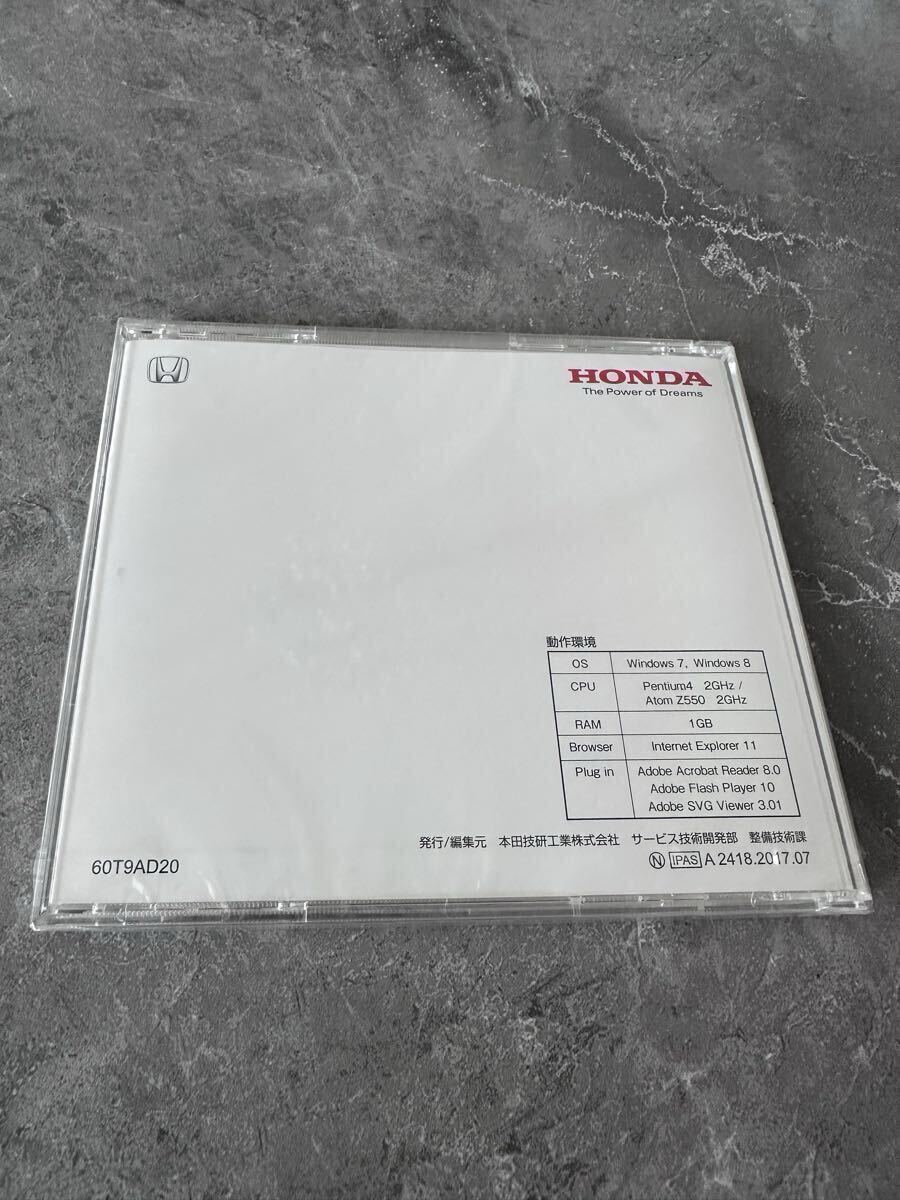 HONDA
The Power of Dreams
動作環境
OS Windows 7, Windows 8
CPU Pentium4 2GHz /
Atom Z550 2GHz
RAM 1GB
Browser Internet Explorer 11
Plug in Adobe Acrobat Reader 8.0
Adobe Flash Player 10
Adobe SVG Viewer 3.01
発行/編集元 本田技研工業株式会社 サービス技術開発部 整備技術課
60T9AD20
Ⓝ IPAS A 2418.2017.07